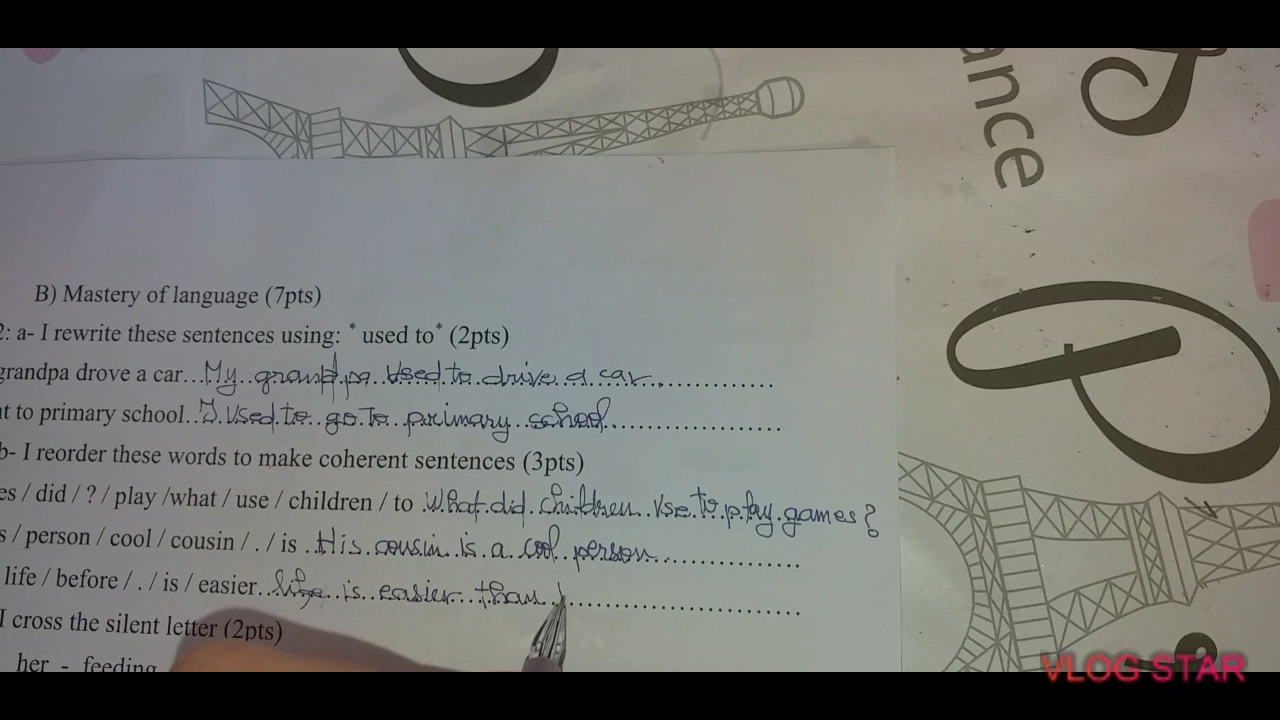 ance
B) Mastery of language (7pts)
2: a- I rewrite these sentences using: * used to* (2pts)
grandpa drove a car...My grandpa used to drive a car...............
nt to primary school..I used to go to primary school......................
b- I reorder these words to make coherent sentences (3pts)
es / did / ? / play /what / use / children / to .What did children use to play games?
s / person / cool / cousin / . / is .His cousin is a cool person..................
life / before / . / is / easier..life is easier than ..............................
I cross the silent letter (2pts)
her - feeding
VLOG STAR